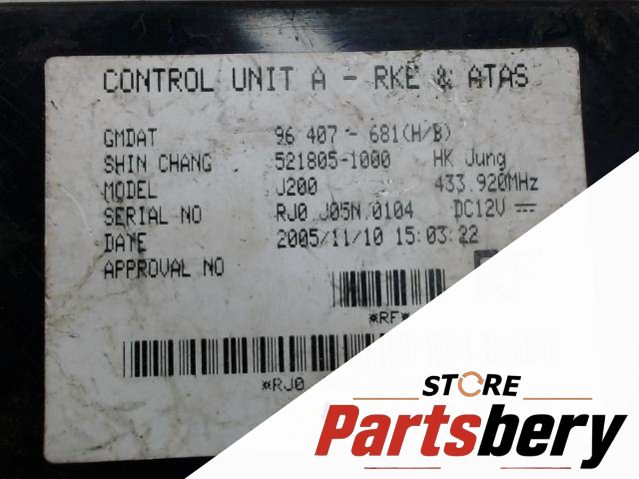 CONTROL UNIT A - RKE & ATAS
GMDAT 96 407 - 681(H/B)
SHIN CHANG 521805-1000 HK Jung
MODEL J200 433.920MHz
SERIAL NO RJ0 J05N 0104 DC12V
DATE 2005/11/10 15:03:22
APPROVAL NO
RF
*RF*
*RJ0
STORE
Partsbery